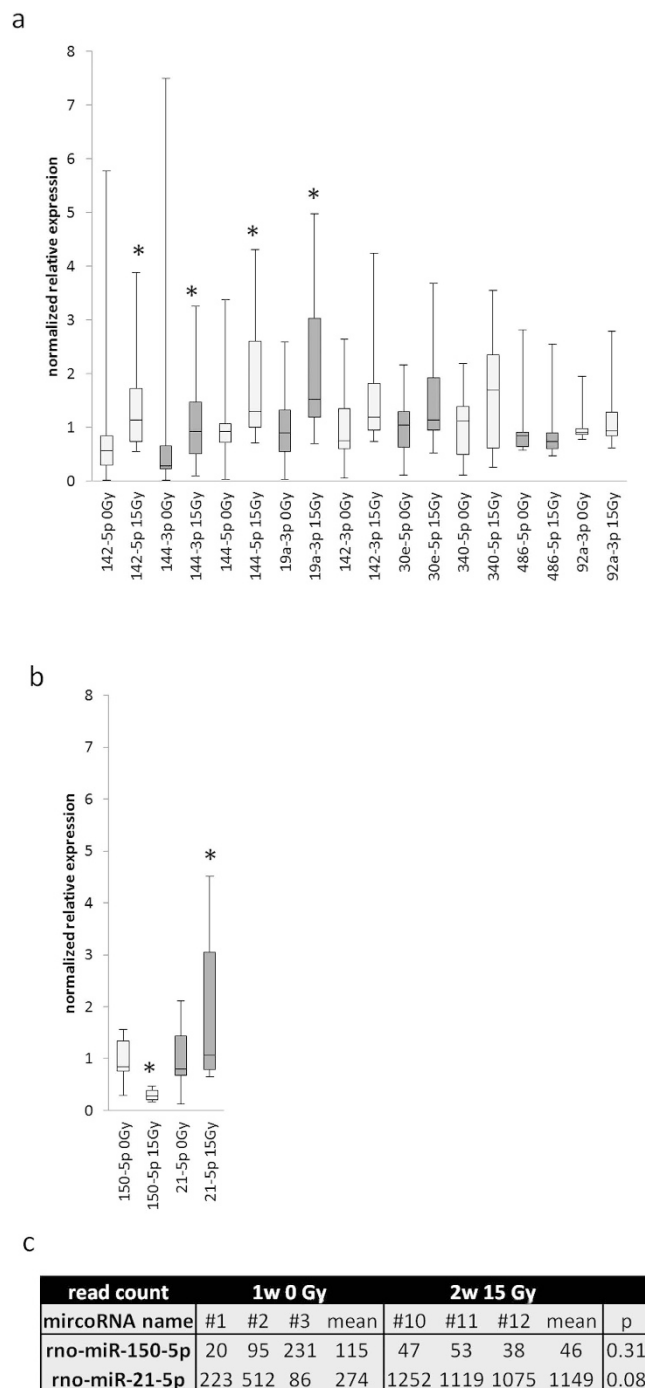 a
8
7
6
5
4
3
2
1
0
normalized relative expression
*
*
*
*
142-5p 0Gy
142-5p 15Gy
144-3p 0Gy
144-3p 15Gy
144-5p 0Gy
144-5p 15Gy
19a-3p 0Gy
19a-3p 15Gy
142-3p 0Gy
142-3p 15Gy
30e-5p 0Gy
30e-5p 15Gy
340-5p 0Gy
340-5p 15Gy
486-5p 0Gy
486-5p 15Gy
92a-3p 0Gy
92a-3p 15Gy
b
8
7
6
5
4
3
2
1
0
normalized relative expression
*
*
150-5p 0Gy
150-5p 15Gy
21-5p 0Gy
21-5p 15Gy
c
read count 1w 0 Gy 2w 15 Gy
mircoRNA name #1 #2 #3 mean #10 #11 #12 mean p
rno-miR-150-5p 20 95 231 115 47 53 38 46 0.31
rno-miR-21-5p 223 512 86 274 1252 1119 1075 1149 0.08